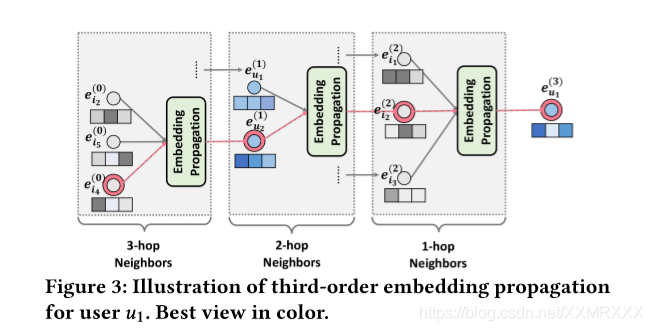 e_{i_2}^{(0)}
e_{i_5}^{(0)}
e_{i_4}^{(0)}
Embedding
Propagation
3-hop
Neighbors
e_{u_1}^{(1)}
e_{u_2}^{(1)}
Embedding
Propagation
2-hop
Neighbors
e_{i_1}^{(2)}
e_{i_2}^{(2)}
e_{i_3}^{(2)}
Embedding
Propagation
1-hop
Neighbors
e_{u_1}^{(3)}
Figure 3: Illustration of third-order embedding propagation
for user u_1. Best view in color.
https://blog.csdn.net/XXMRXXX